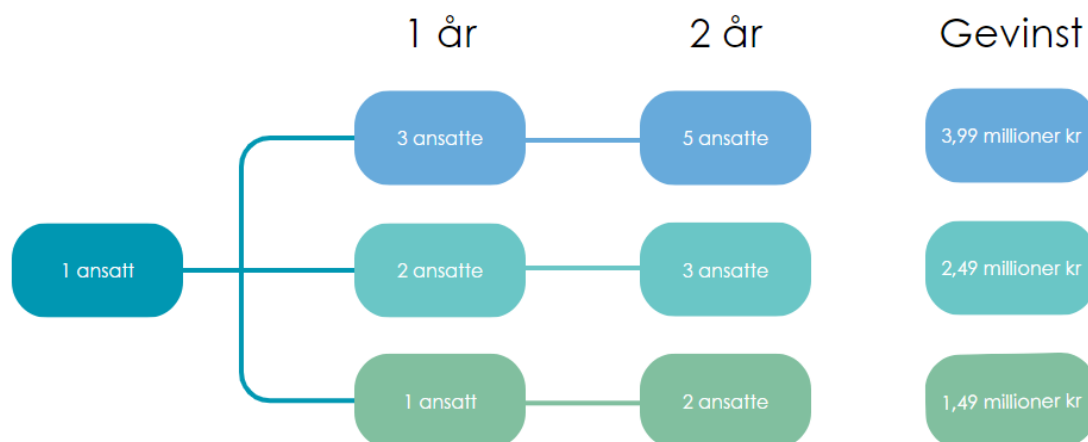 1 år
2 år
Gevinst
3 ansatte
5 ansatte
3,99 millioner kr
1 ansatt
2 ansatte
3 ansatte
2,49 millioner kr
1 ansatt
2 ansatte
1,49 millioner kr